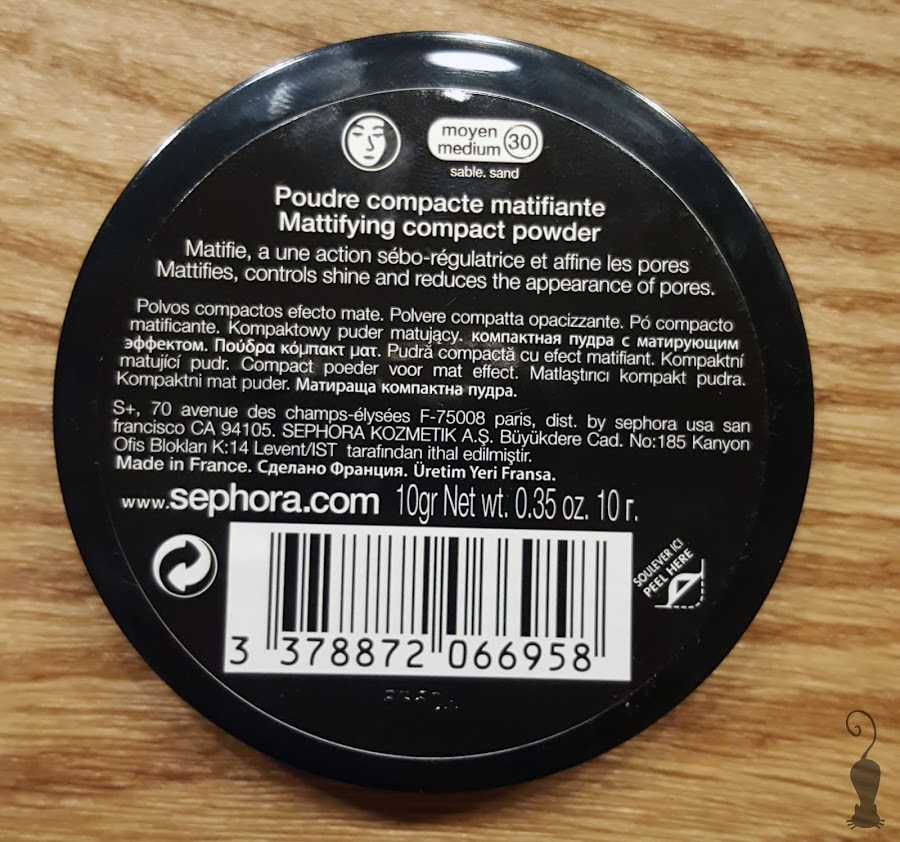 moyen
medium 30
sable. sand
Poudre compacte matifiante
Mattifying compact powder
Matifie, a une action sébo-régulatrice et affine les pores
Mattifies, controls shine and reduces the appearance of pores.
Polvos compactos efecto mate. Polvere compatta opacizzante. Pó compacto
matificante. Kompaktowy puder matujący. компактная пудра с матирующим
эффектом. Πούδρα κόμπακτ ματ. Pudră compactă cu efect matifiant. Kompaktní
matující pudr. Compact poeder voor mat effect. Matlaştırıcı kompakt pudra.
Kompaktni mat puder. Матираща компактна пудра.
S+, 70 avenue des champs-élysées F-75008 paris, dist. by sephora usa san
francisco CA 94105. SEPHORA KOZMETIK A.Ş. Büyükdere Cad. No:185 Kanyon
Ofis Blokları K:14 Levent/IST tarafından ithal edilmiştir.
Made in France. Сделано Франция. Üretim Yeri Fransa.
www.sephora.com 10gr Net wt. 0.35 oz. 10 г.
SOULEVER ICI
PEEL HERE
3 378872 066958